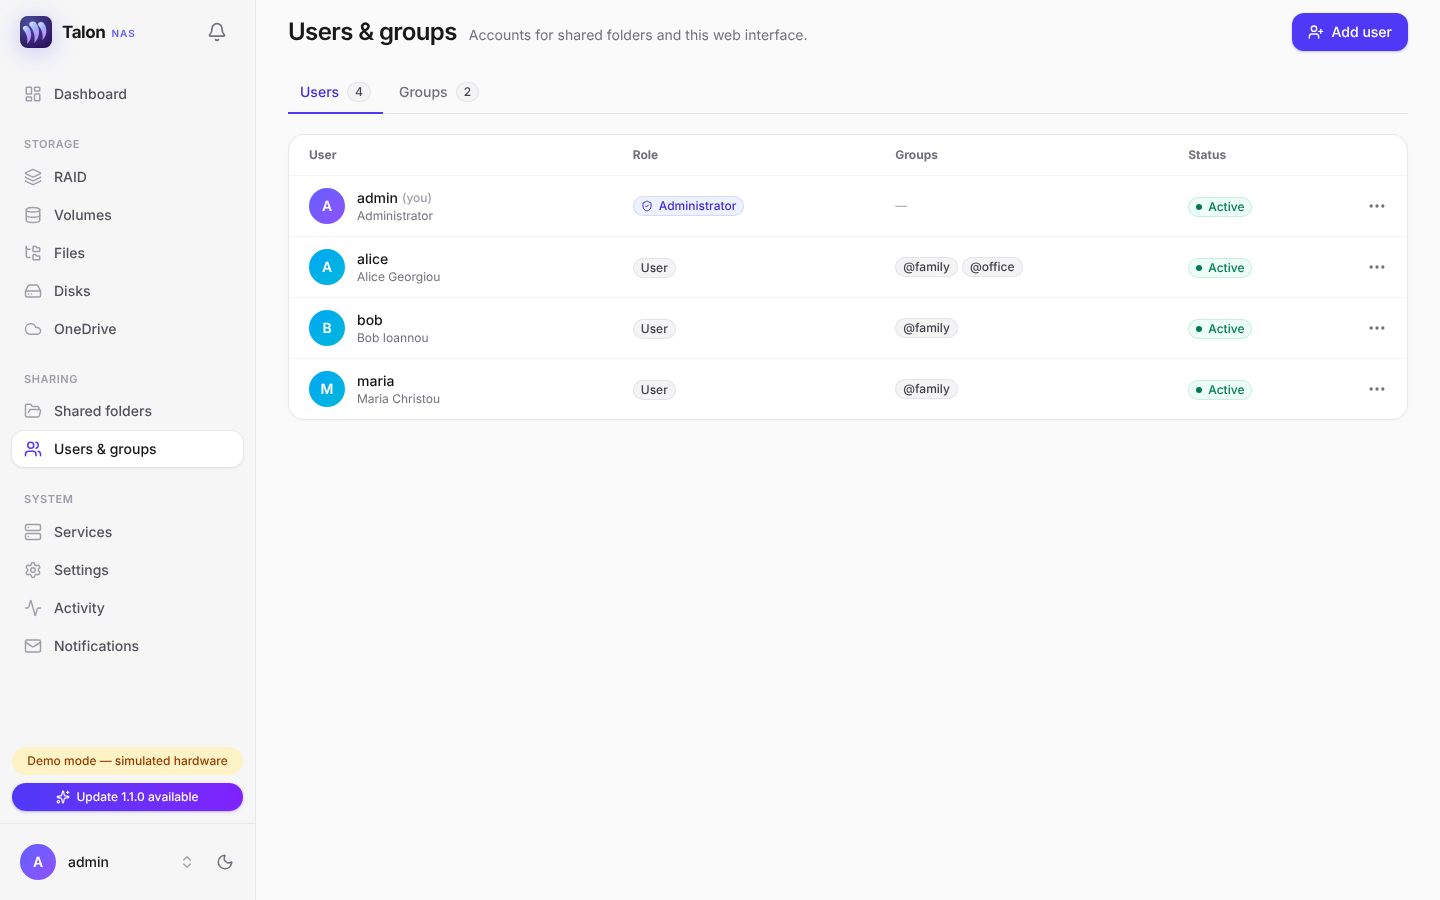 Talon NAS
Dashboard
STORAGE
RAID
Volumes
Files
Disks
OneDrive
SHARING
Shared folders
Users & groups
SYSTEM
Services
Settings
Activity
Notifications
Demo mode — simulated hardware
Update 1.1.0 available
A admin
Users & groups Accounts for shared folders and this web interface.
Add user
Users 4 Groups 2
User Role Groups Status
A admin (you) Administrator — Active
Administrator
A alice User @family @office Active
Alice Georgiou
B bob User @family Active
Bob Ioannou
M maria User @family Active
Maria Christou